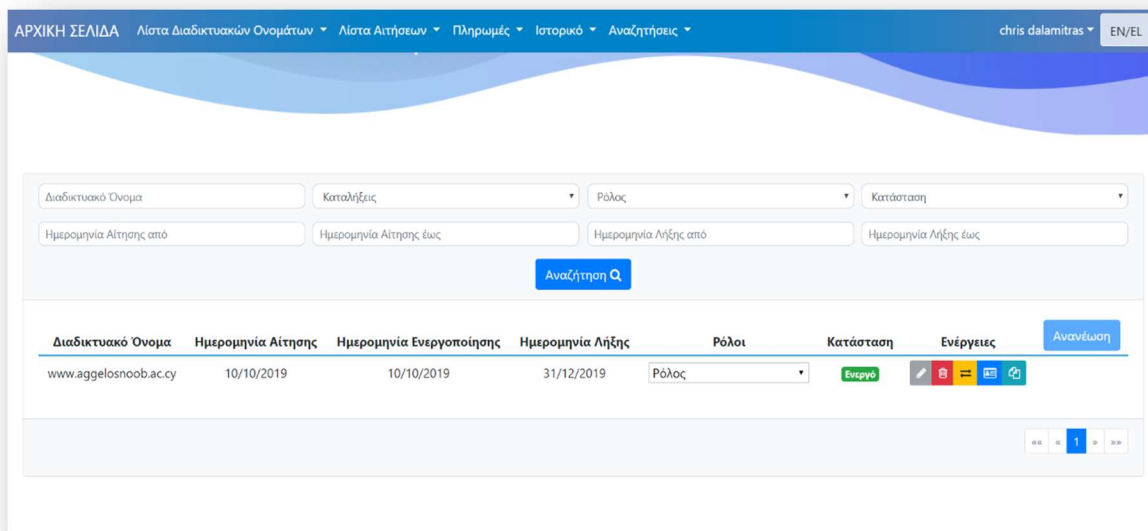 ΑΡΧΙΚΗ ΣΕΛΙΔΑ Λίστα Διαδικτυακών Ονομάτων Λίστα Αιτήσεων Πληρωμές Ιστορικό Αναζητήσεις chris dalamitras EN/EL
Διαδικτυακό Όνομα Καταλήξεις Ρόλος Κατάσταση
Ημερομηνία Αίτησης από Ημερομηνία Αίτησης έως Ημερομηνία Λήξης από Ημερομηνία Λήξης έως
Αναζήτηση
Διαδικτυακό Όνομα Ημερομηνία Αίτησης Ημερομηνία Ενεργοποίησης Ημερομηνία Λήξης Ρόλοι Κατάσταση Ενέργειες Ανανέωση
www.aggelosnoob.ac.cy 10/10/2019 10/10/2019 31/12/2019 Ρόλος Ενεργό
«« « 1 » »»